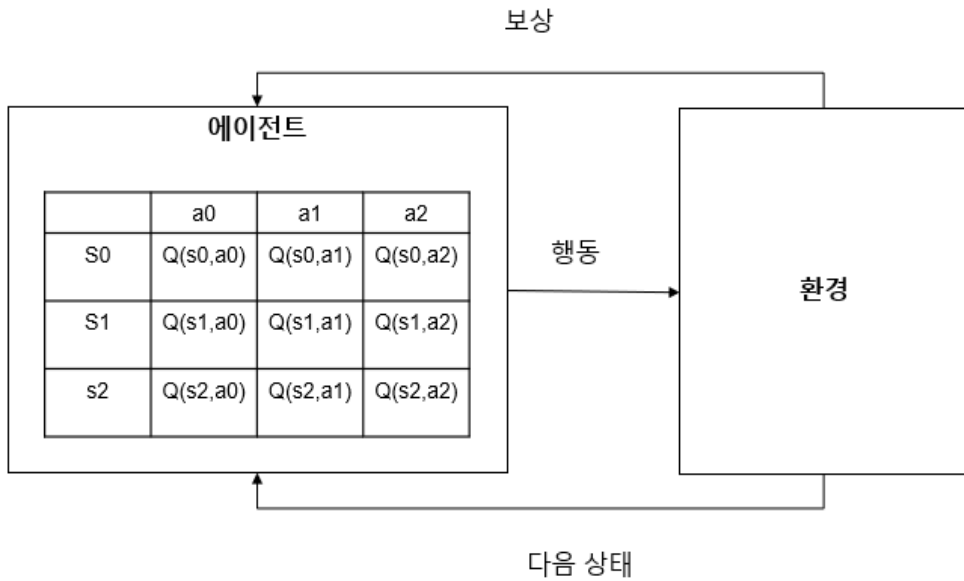 보상
에이전트
a0 a1 a2
S0 Q(s0,a0) Q(s0,a1) Q(s0,a2)
S1 Q(s1,a0) Q(s1,a1) Q(s1,a2)
s2 Q(s2,a0) Q(s2,a1) Q(s2,a2)
행동
환경
다음 상태